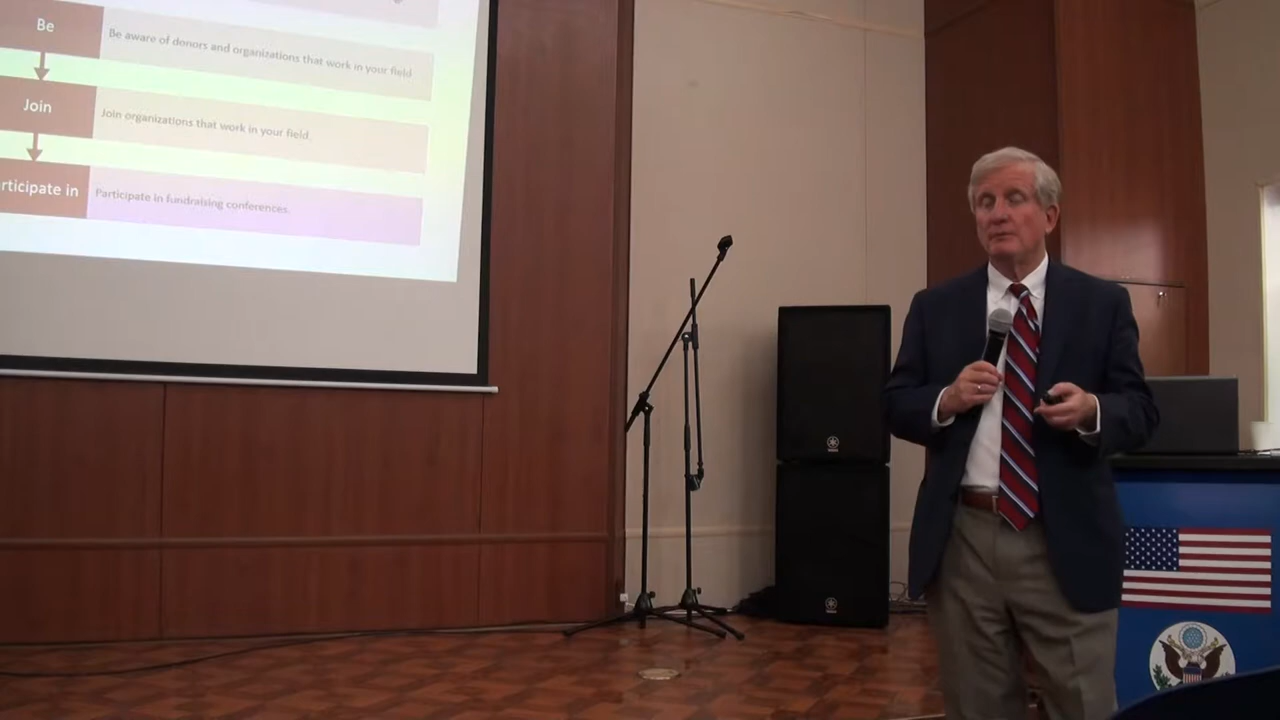 Be
Be aware of donors and organizations that work in your field
Join
Join organizations that work in your field.
rticipate in
Participate in fundraising conferences.